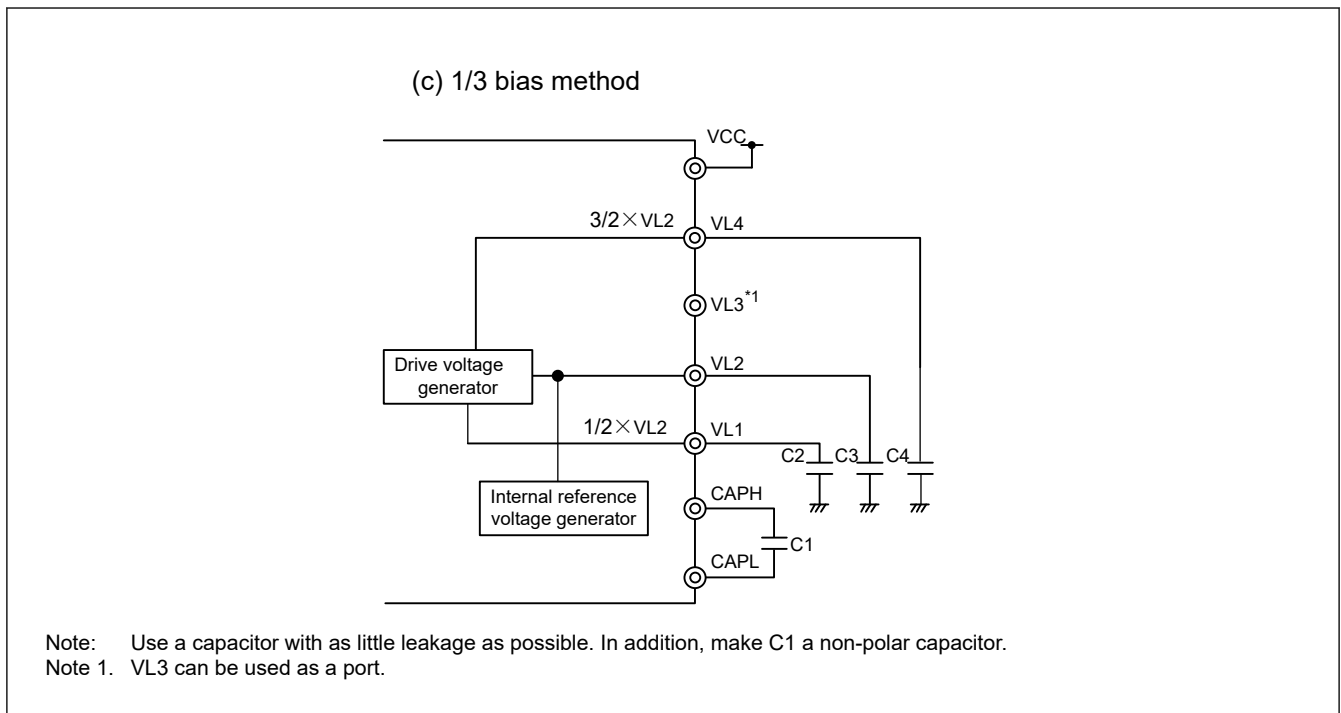 (c) 1/3 bias method
VCC
3/2×VL2
VL4
VL3*1
Drive voltage
generator
VL2
1/2×VL2
VL1
C2
C3
C4
Internal reference
voltage generator
CAPH
C1
CAPL
Note: Use a capacitor with as little leakage as possible. In addition, make C1 a non-polar capacitor.
Note 1. VL3 can be used as a port.